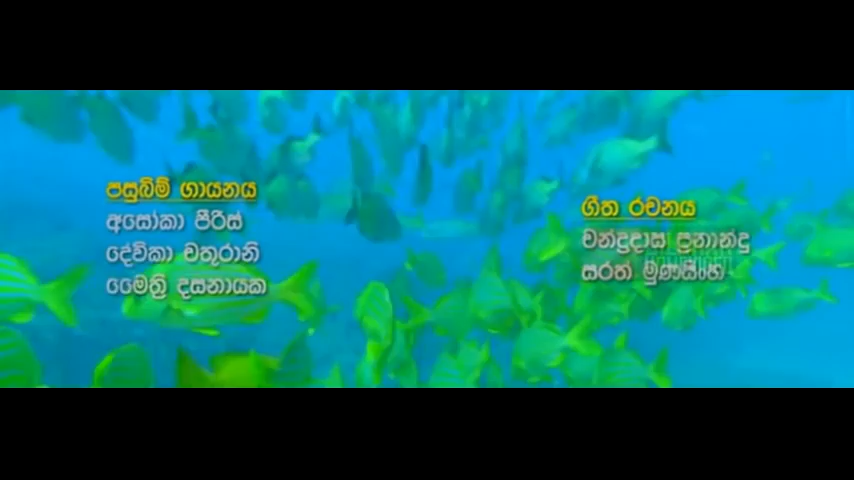 පසුබිම් ගායනය
අසෝකා පීරිස්
දේවිකා චතුරානි
මෛත්‍රි දසනායක
ගීත රචනය
චන්ද්‍රදාස ප්‍රනාන්දු
සරත් මුණසිංහ